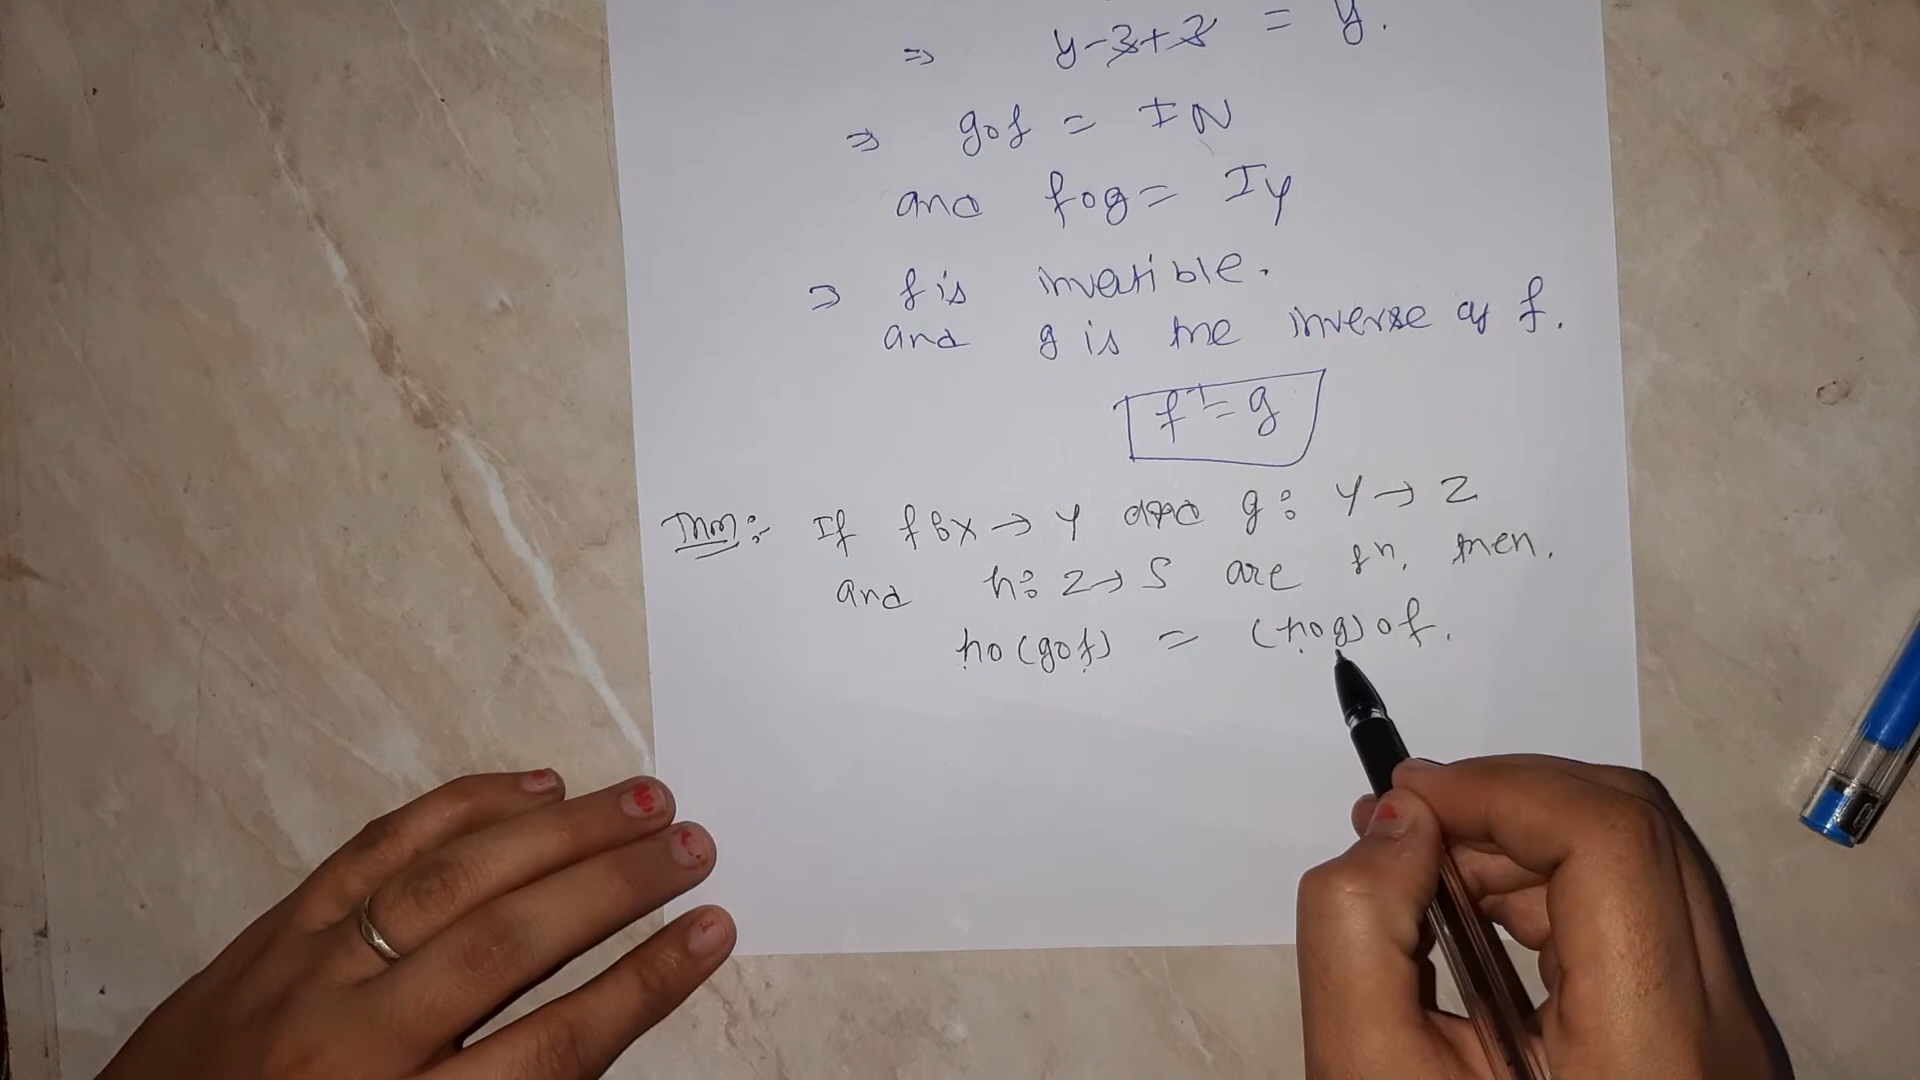 ⇒ y-3+3 = y.
⇒ gof = IN
and fog = Iy
⇒ f is invertible.
and g is the inverse of f.
f⁻¹ = g
Thm:- If f: X → Y and g: Y → Z
and h: Z → S are fn. then.
ho(gof) = (hog)of.